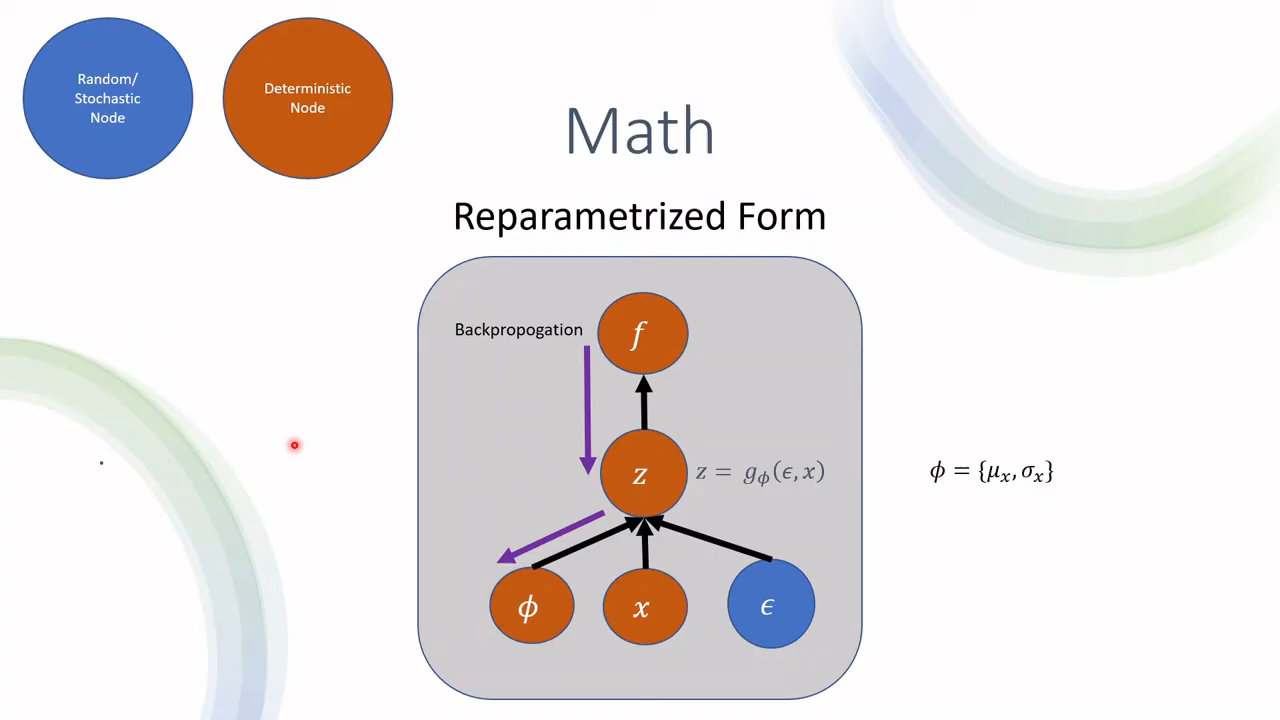 Random/
Stochastic
Node
Deterministic
Node
Math
Reparametrized Form
Backpropogation
f
z
z = g_ϕ(ϵ, x)
ϕ = {μ_x, σ_x}
ϕ
x
ϵ